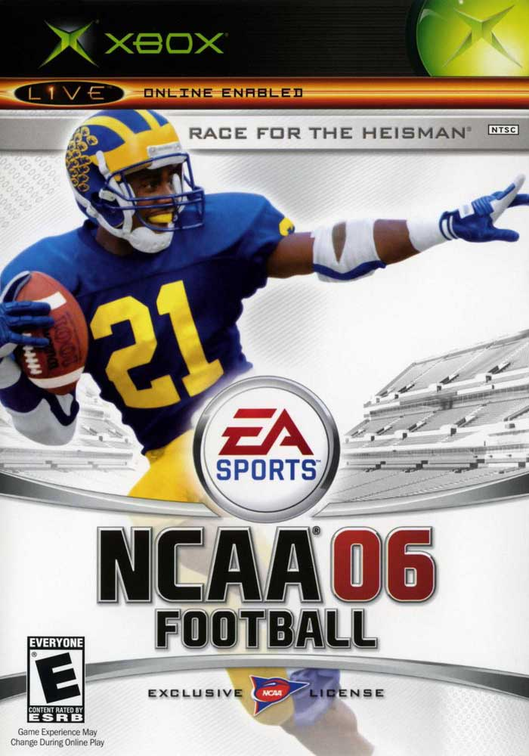 XBOX
LIVE ONLINE ENABLED
RACE FOR THE HEISMAN® NTSC
21
EA
SPORTS™
NCAA® 06
FOOTBALL
EXCLUSIVE NCAA LICENSE
EVERYONE
E
CONTENT RATED BY
ESRB
Game Experience May
Change During Online Play